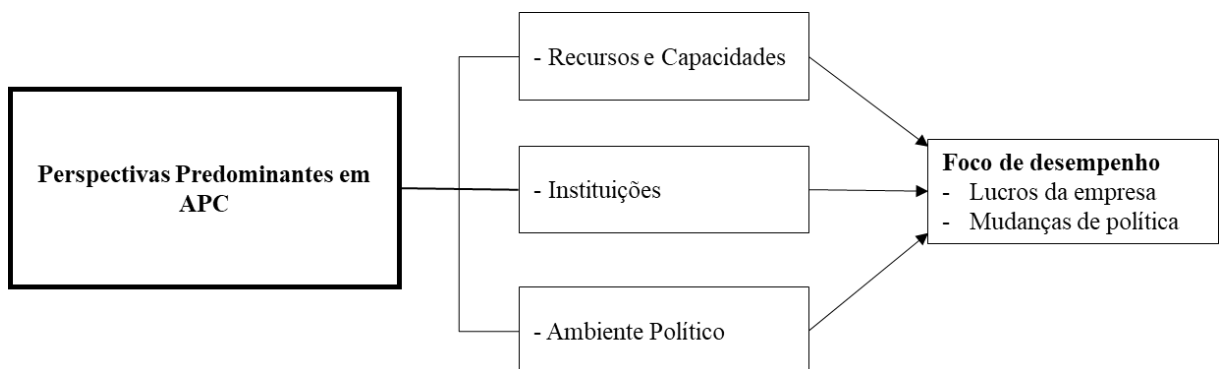 Perspectivas Predominantes em
APC
- Recursos e Capacidades
- Instituições
- Ambiente Político
Foco de desempenho
- Lucros da empresa
- Mudanças de política